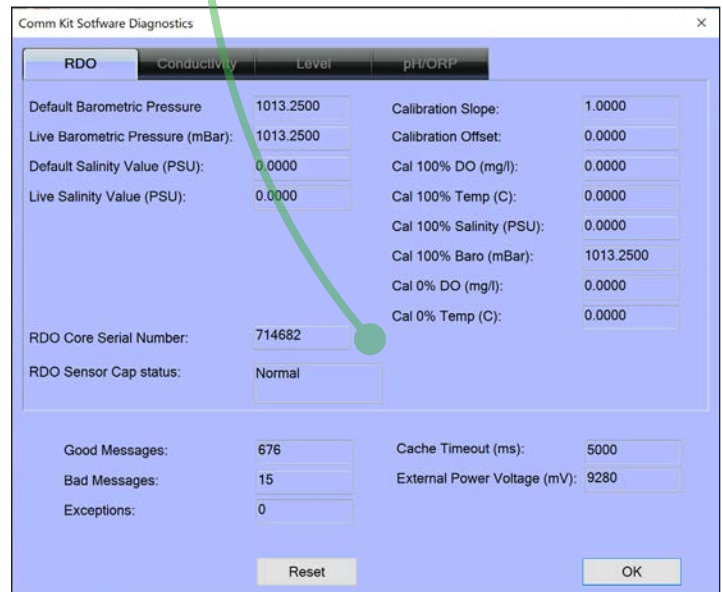 Comm Kit Sotfware Diagnostics ×
RDO Conductivity Level pH/ORP
Default Barometric Pressure 1013.2500
Live Barometric Pressure (mBar): 1013.2500
Default Salinity Value (PSU): 0.0000
Live Salinity Value (PSU): 0.0000
RDO Core Serial Number: 714682
RDO Sensor Cap status: Normal
Calibration Slope: 1.0000
Calibration Offset: 0.0000
Cal 100% DO (mg/l): 0.0000
Cal 100% Temp (C): 0.0000
Cal 100% Salinity (PSU): 0.0000
Cal 100% Baro (mBar): 1013.2500
Cal 0% DO (mg/l): 0.0000
Cal 0% Temp (C): 0.0000
Good Messages: 676
Bad Messages: 15
Exceptions: 0
Cache Timeout (ms): 5000
External Power Voltage (mV): 9280
Reset OK